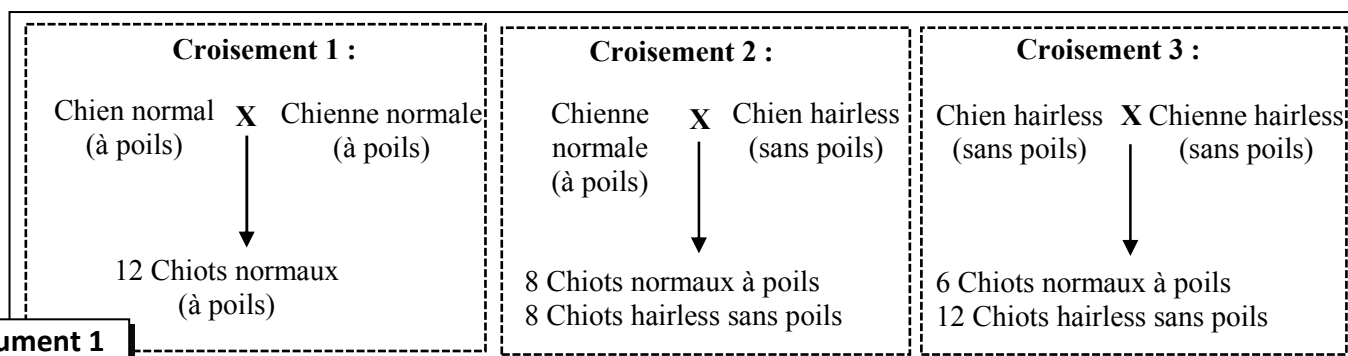 Croisement 1 :
Chien normal X Chienne normale
(à poils) (à poils)
12 Chiots normaux
(à poils)
Croisement 2 :
Chienne X Chien hairless
normale (sans poils)
(à poils)
8 Chiots normaux à poils
8 Chiots hairless sans poils
Croisement 3 :
Chien hairless X Chienne hairless
(sans poils) (sans poils)
6 Chiots normaux à poils
12 Chiots hairless sans poils
ument 1